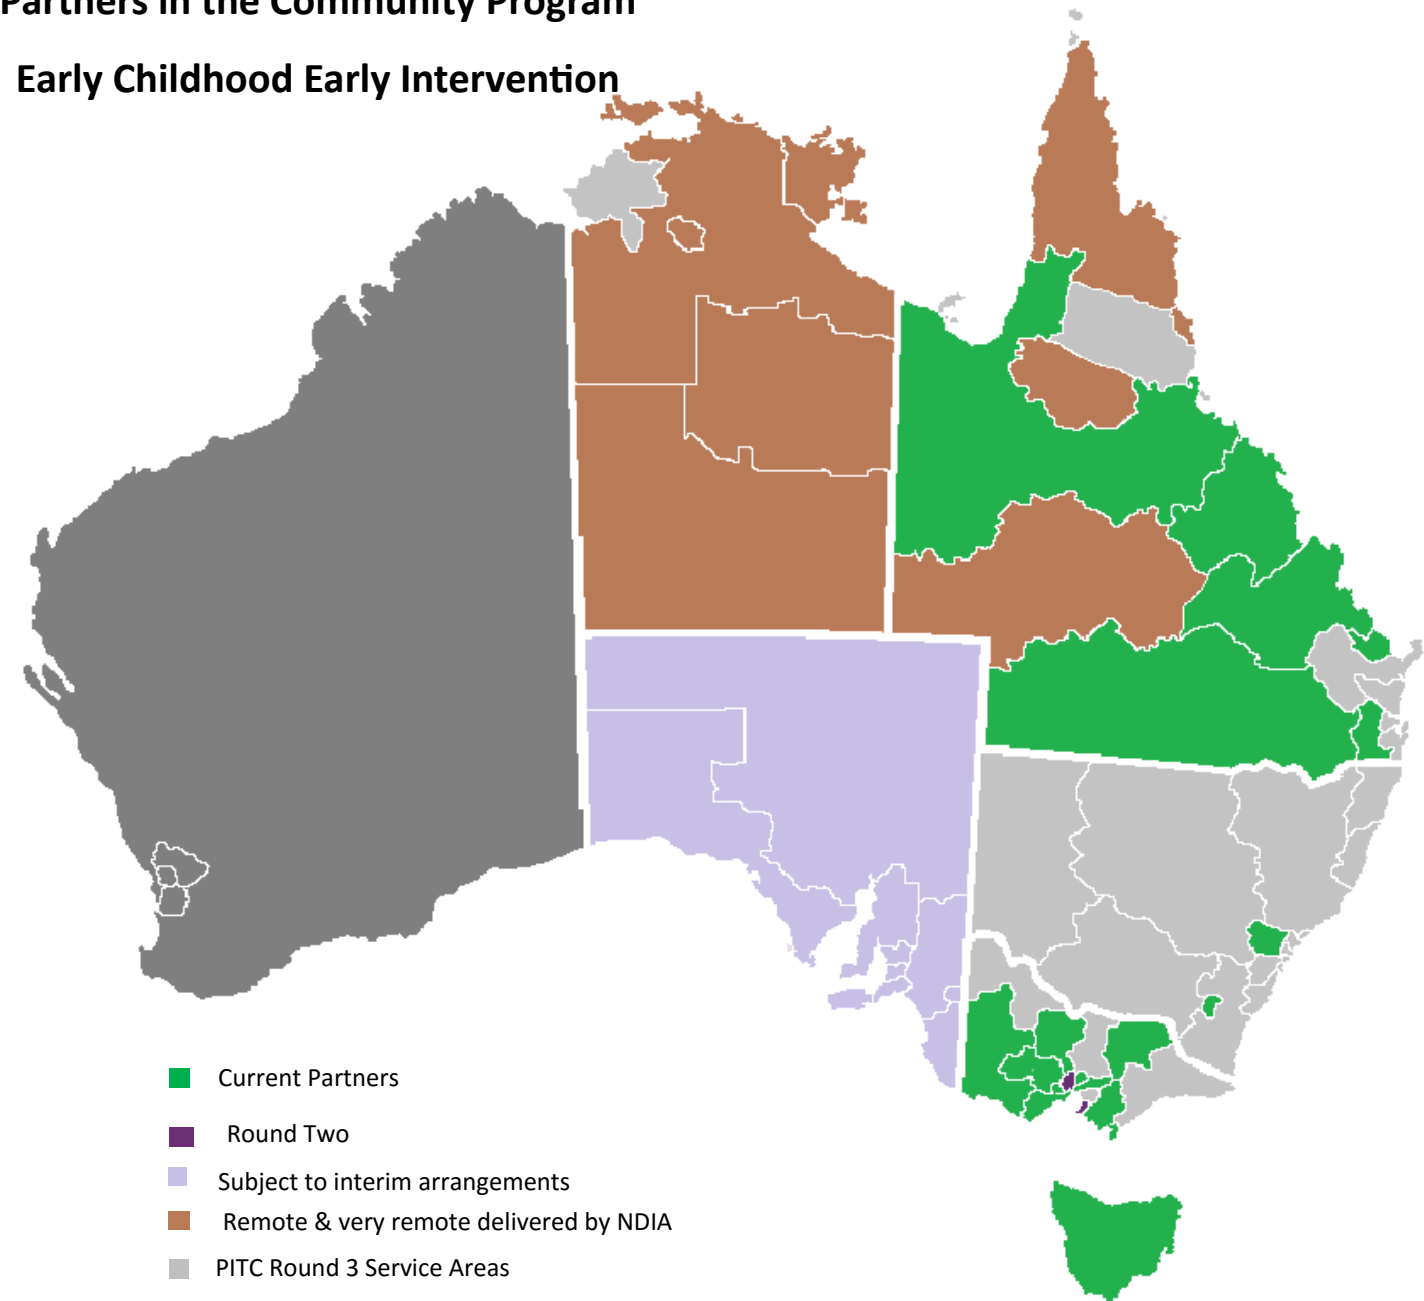 Partners in the Community Program
Early Childhood Early Intervention
Current Partners
Round Two
Subject to interim arrangements
Remote & very remote delivered by NDIA
PITC Round 3 Service Areas